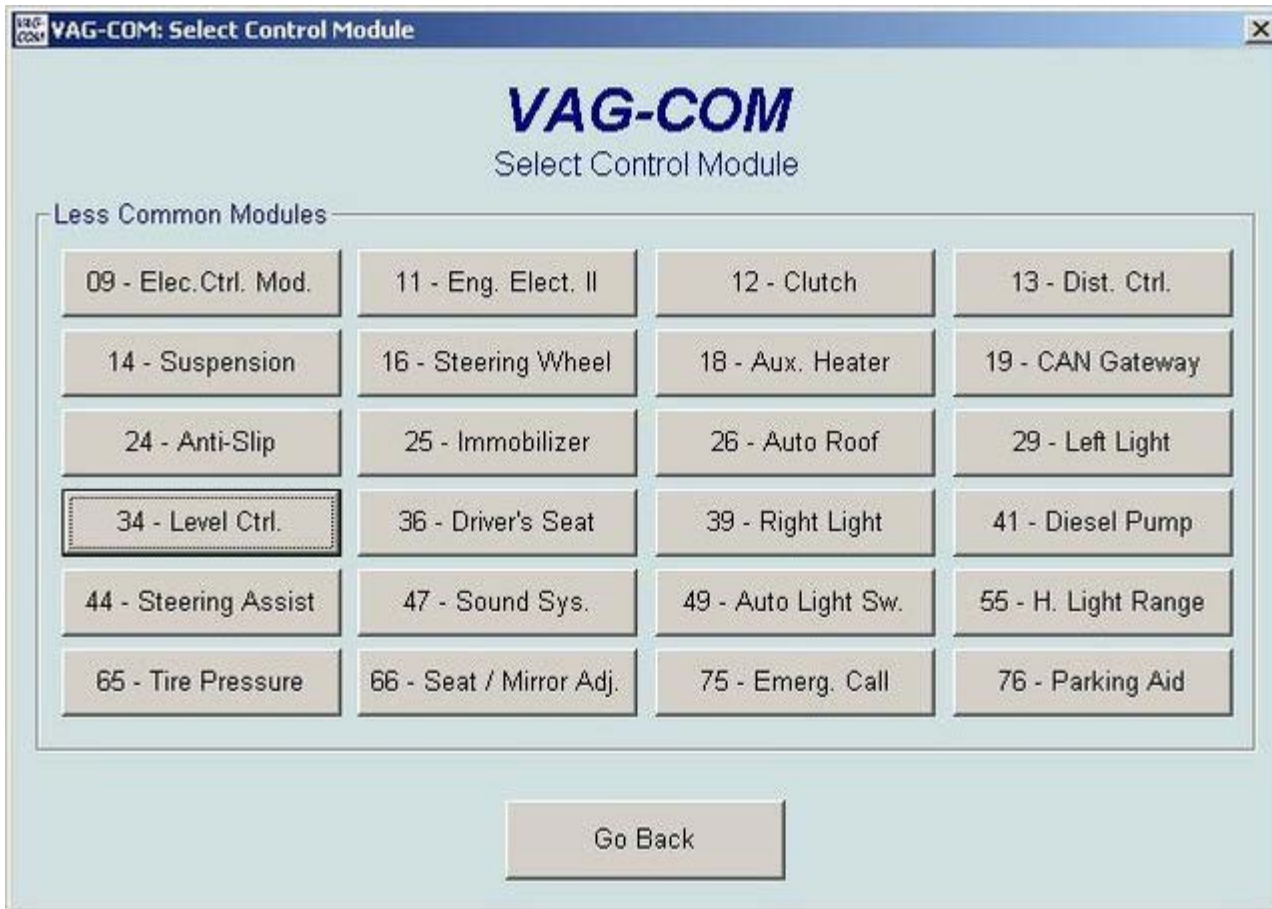 VAG-COM: Select Control Module
VAG-COM
Select Control Module
Less Common Modules
09 - Elec.Ctrl. Mod.
11 - Eng. Elect. II
12 - Clutch
13 - Dist. Ctrl.
14 - Suspension
16 - Steering Wheel
18 - Aux. Heater
19 - CAN Gateway
24 - Anti-Slip
25 - Immobilizer
26 - Auto Roof
29 - Left Light
34 - Level Ctrl.
36 - Driver's Seat
39 - Right Light
41 - Diesel Pump
44 - Steering Assist
47 - Sound Sys.
49 - Auto Light Sw.
55 - H. Light Range
65 - Tire Pressure
66 - Seat / Mirror Adj.
75 - Emerg. Call
76 - Parking Aid
Go Back